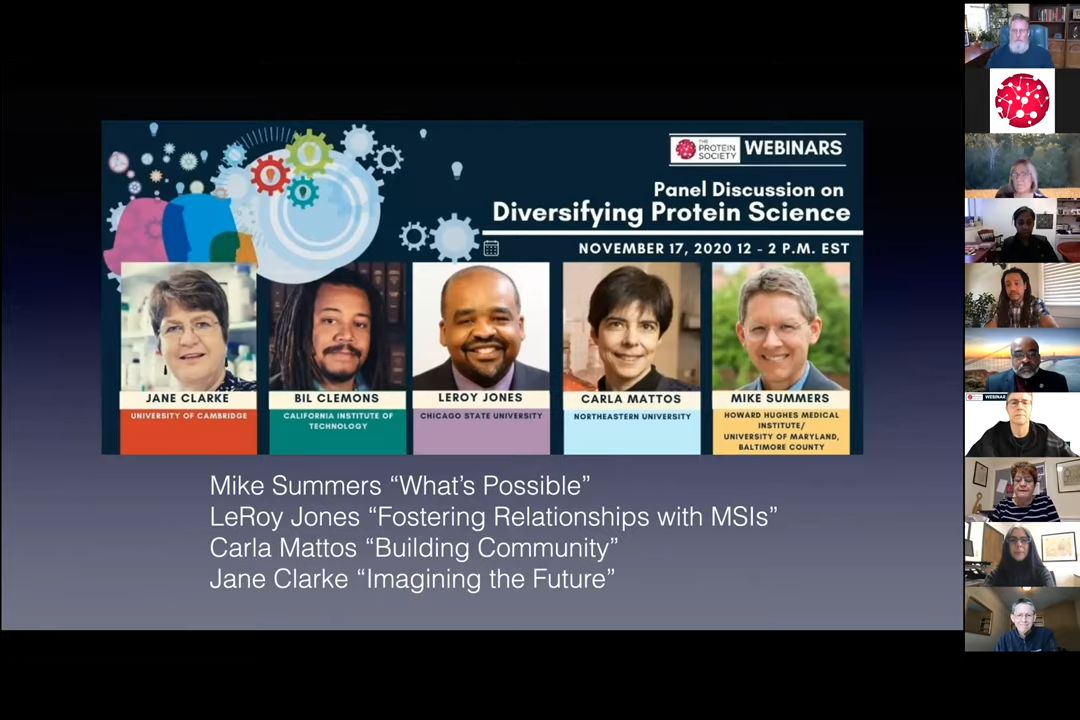 THE
PROTEIN
SOCIETY
WEBINARS
Panel Discussion on
Diversifying Protein Science
NOVEMBER 17, 2020 12 - 2 P.M. EST
JANE CLARKE
UNIVERSITY OF CAMBRIDGE
BIL CLEMONS
CALIFORNIA INSTITUTE OF
TECHNOLOGY
LEROY JONES
CHICAGO STATE UNIVERSITY
CARLA MATTOS
NORTHEASTERN UNIVERSITY
MIKE SUMMERS
HOWARD HUGHES MEDICAL
INSTITUTE/
UNIVERSITY OF MARYLAND,
BALTIMORE COUNTY
Mike Summers “What’s Possible”
LeRoy Jones “Fostering Relationships with MSIs”
Carla Mattos “Building Community”
Jane Clarke “Imagining the Future”
WEBINAR